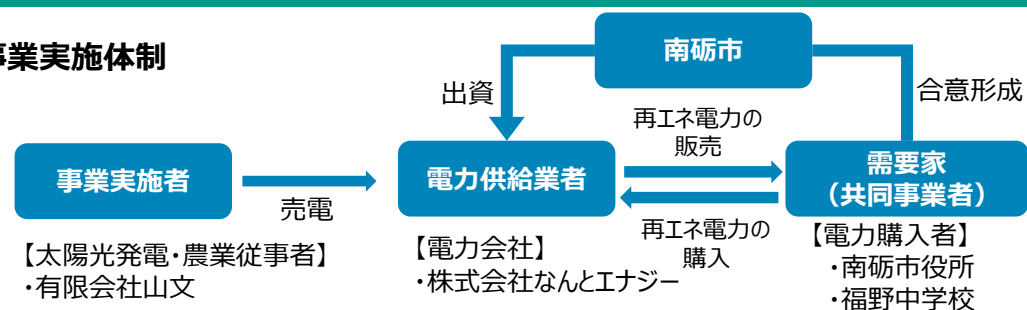 事業実施体制
南砺市
出資
合意形成
再エネ電力の
販売
事業実施者
売電
電力供給業者
需要家
(共同事業者)
再エネ電力の
購入
【太陽光発電・農業従事者】
・有限会社山文
【電力会社】
・株式会社なんとエナジー
【電力購入者】
・南砺市役所
・福野中学校